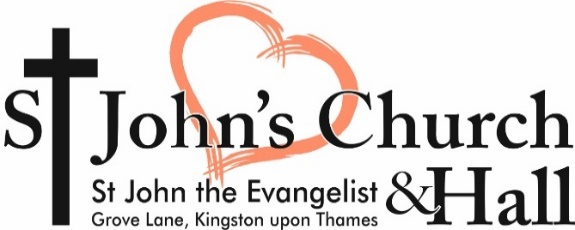 St John's Church
St John the Evangelist & Hall
Grove Lane, Kingston upon Thames